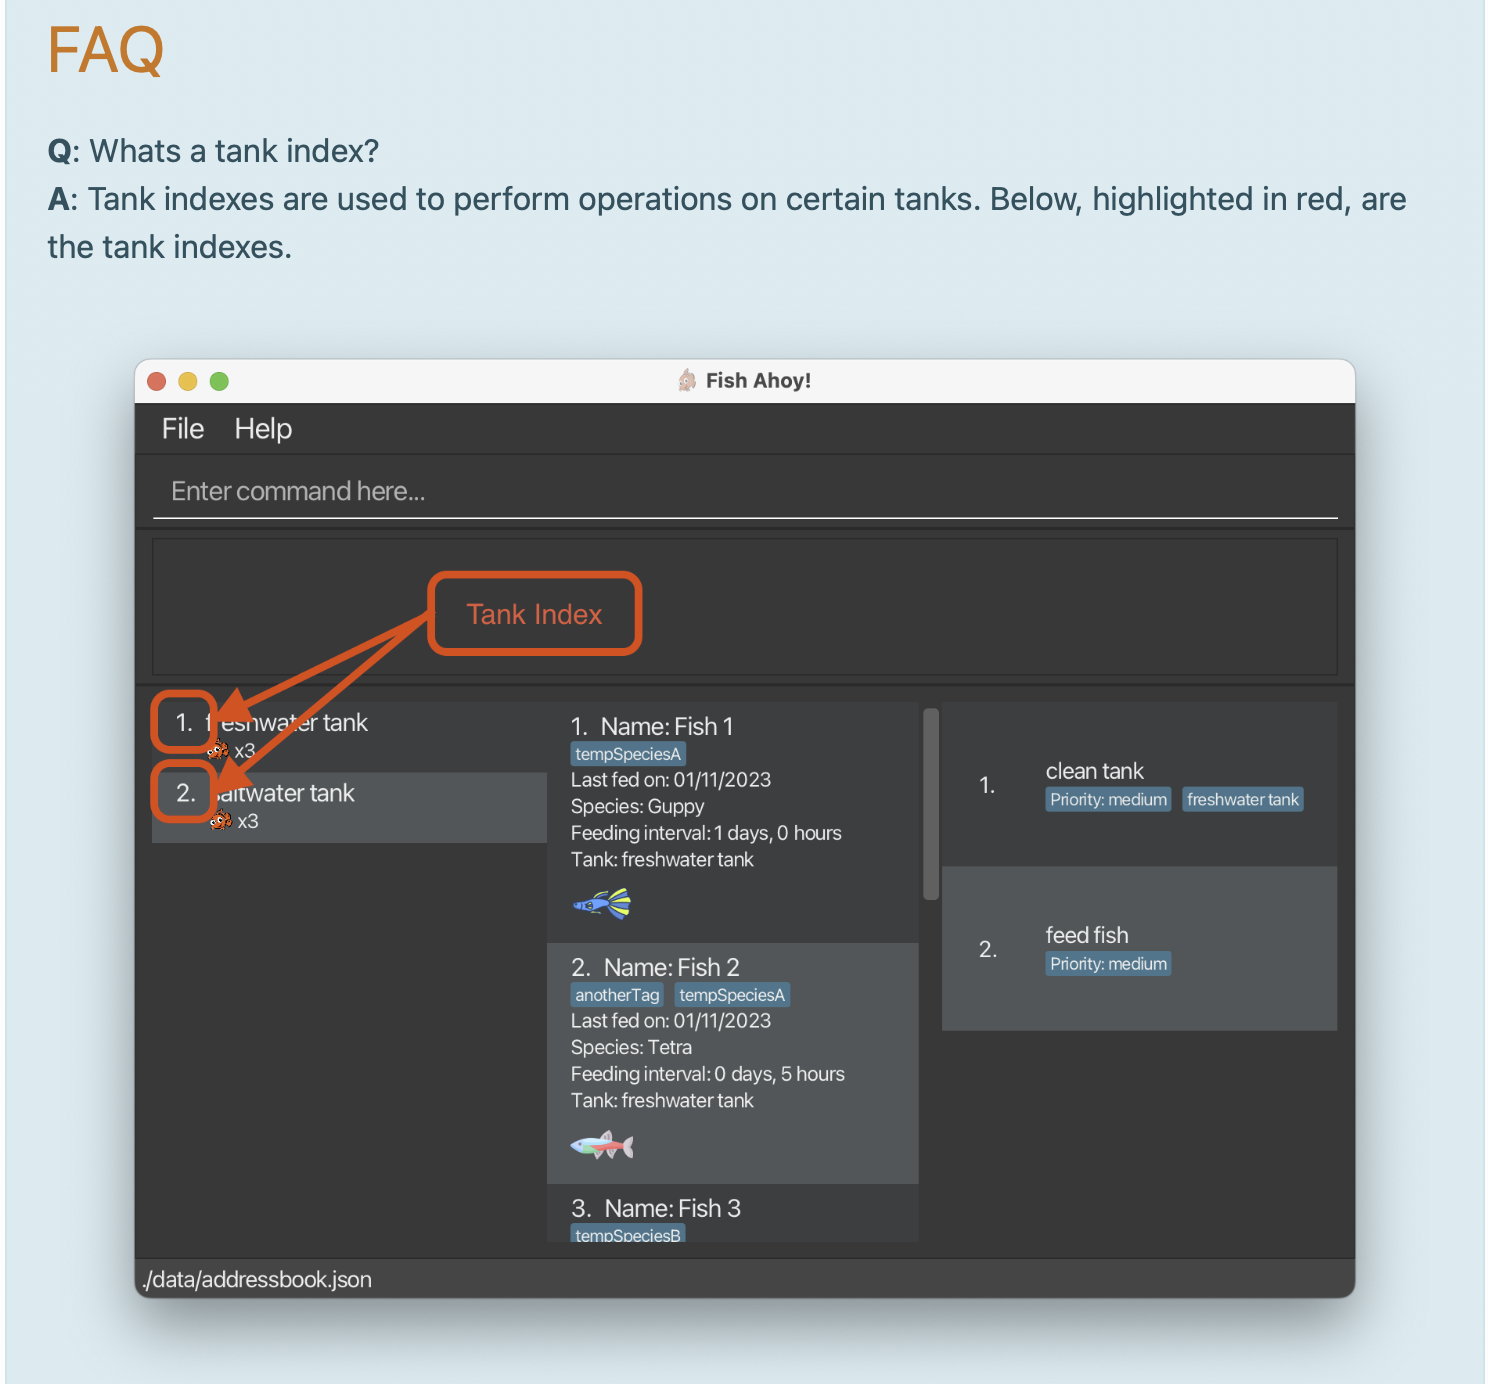 FAQ
Q: Whats a tank index?
A: Tank indexes are used to perform operations on certain tanks. Below, highlighted in red, are
the tank indexes.
Fish Ahoy!
File Help
Enter command here...
Tank Index
1. freshwater tank
x3
2. saltwater tank
x3
1. Name: Fish 1
tempSpeciesA
Last fed on: 01/11/2023
Species: Guppy
Feeding interval: 1 days, 0 hours
Tank: freshwater tank
2. Name: Fish 2
anotherTag tempSpeciesA
Last fed on: 01/11/2023
Species: Tetra
Feeding interval: 0 days, 5 hours
Tank: freshwater tank
3. Name: Fish 3
tempSpeciesB
1. clean tank
Priority: medium freshwater tank
2. feed fish
Priority: medium
./data/addressbook.json